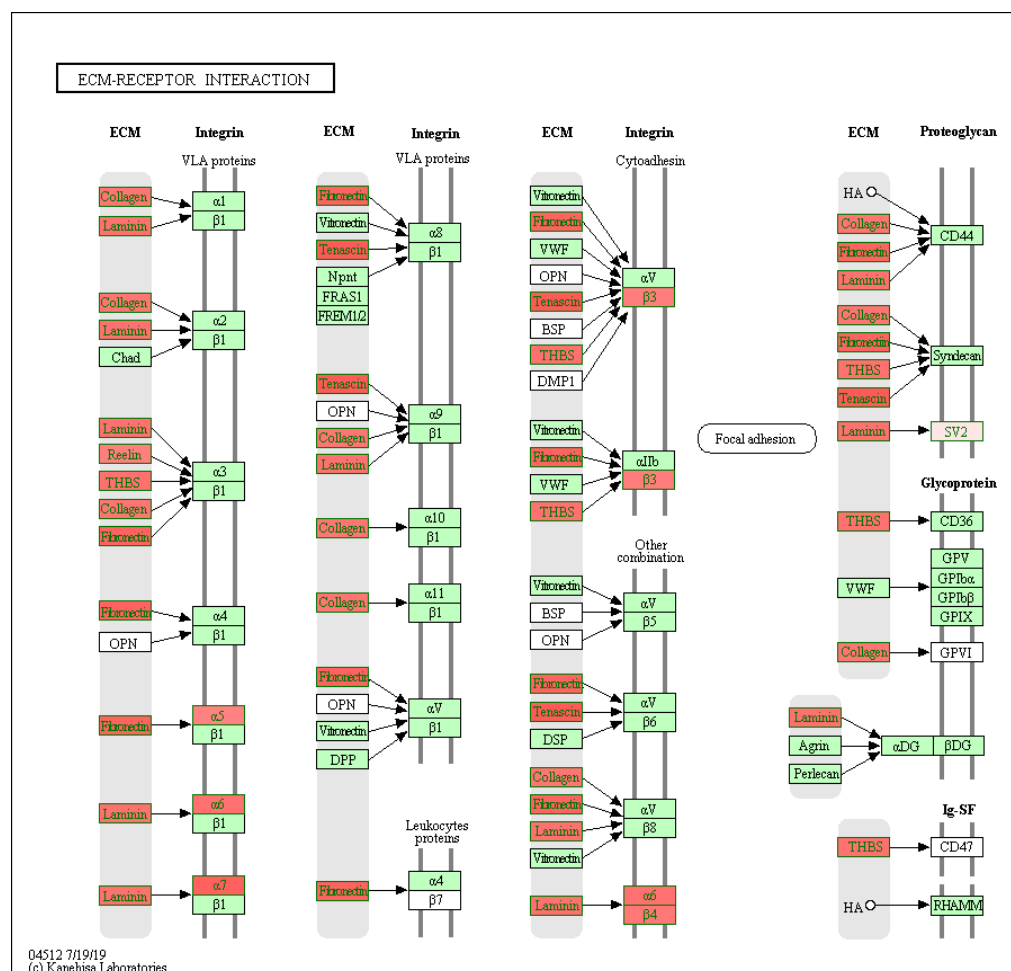 ECM-RECEPTOR INTERACTION
ECM
Integrin
VLA proteins
Collagen
Laminin
α1
β1
Collagen
Laminin
Chad
α2
β1
Laminin
Reelin
THBS
Collagen
Fibronectin
α3
β1
Fibronectin
OPN
α4
β1
Fibronectin
α5
β1
Laminin
α6
β1
Laminin
α7
β1
ECM
Integrin
VLA proteins
Fibronectin
Vitronectin
Tenascin
Npnt
FRAS1
FREM1/2
α8
β1
Tenascin
OPN
Collagen
Laminin
α9
β1
Collagen
α10
β1
Collagen
α11
β1
Fibronectin
OPN
Vitronectin
DPP
αV
β1
Leukocytes
proteins
Fibronectin
α4
β7
ECM
Integrin
Cytoadhesin
Vitronectin
Fibronectin
VWF
OPN
Tenascin
BSP
THBS
DMP1
αV
β3
Vitronectin
Fibronectin
VWF
THBS
αIIb
β3
Other
combination
Vitronectin
BSP
OPN
αV
β5
Fibronectin
Tenascin
DSP
αV
β6
Collagen
Fibronectin
Laminin
Vitronectin
αV
β8
Laminin
α6
β4
Focal adhesion
ECM
Proteoglycan
HA
Collagen
Fibronectin
Laminin
CD44
Collagen
Fibronectin
THBS
Tenascin
Syndecan
Laminin
SV2
Glycoprotein
THBS
CD36
VWF
GPV
GPIbα
GPIbβ
GPIX
Collagen
GPVI
Laminin
Agrin
Perlecan
αDG
βDG
Ig-SF
THBS
CD47
HA
RHAMM
04512 7/19/19
(c) Kanehisa Laboratories